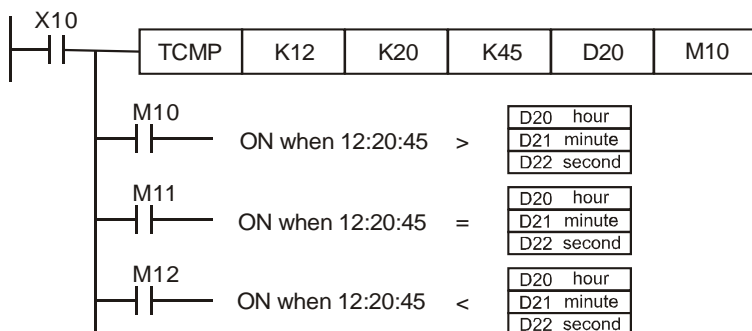 X10
TCMP K12 K20 K45 D20 M10
M10
ON when 12:20:45 >
D20 hour
D21 minute
D22 second
M11
ON when 12:20:45 =
D20 hour
D21 minute
D22 second
M12
ON when 12:20:45 <
D20 hour
D21 minute
D22 second